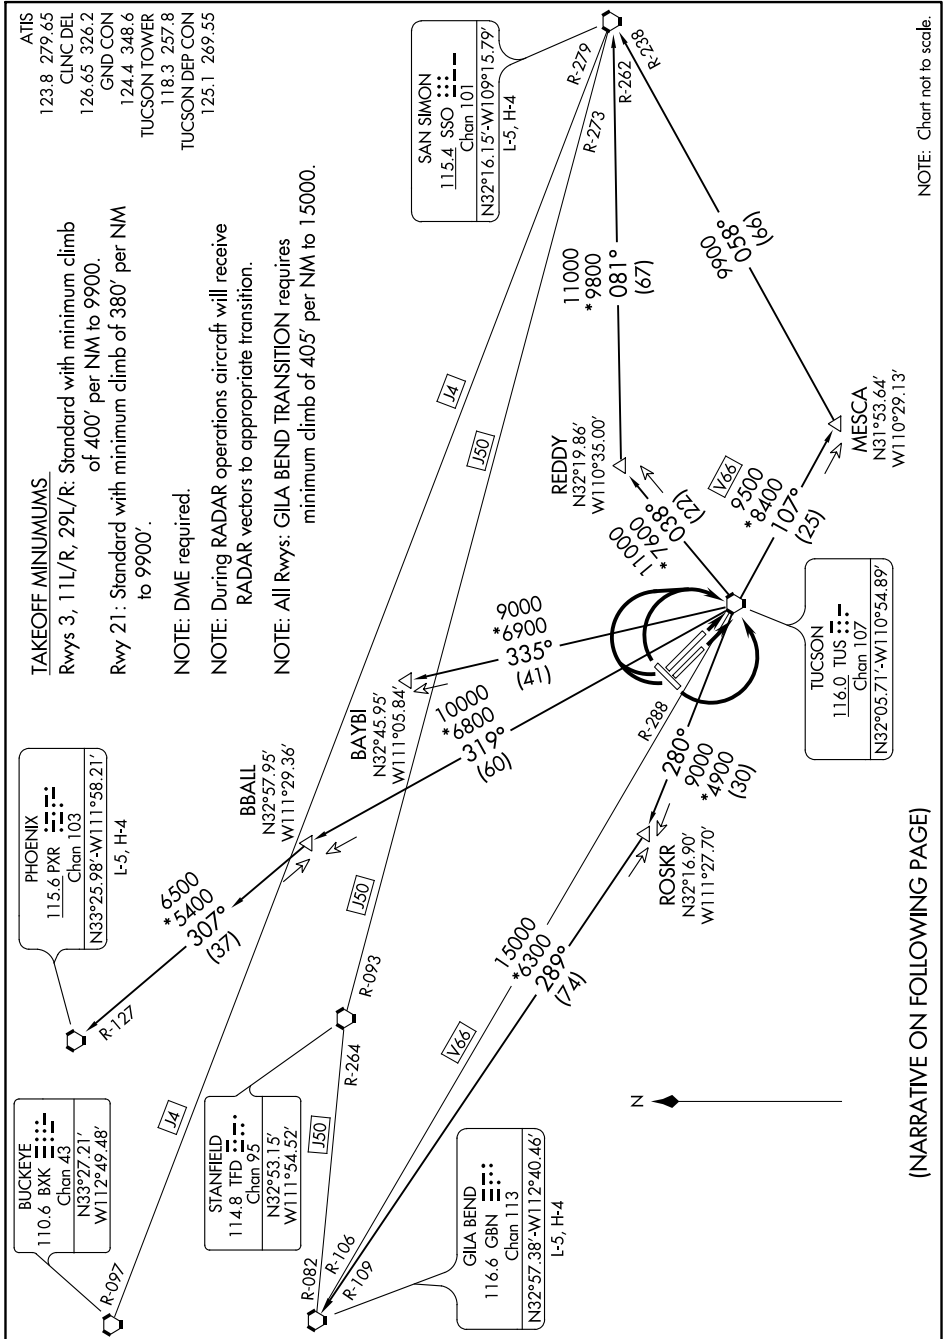 ATIS
123.8 279.65
CLNC DEL
126.65 326.2
GND CON
124.4 348.6
TUCSON TOWER
118.3 257.8
TUCSON DEP CON
125.1 269.55
TAKEOFF MINUMUMS
Rwys 3, 11L/R, 29L/R: Standard with minimum climb
of 400' per NM to 9900.
Rwy 21: Standard with minimum climb of 380' per NM
to 9900'.
NOTE: DME required.
NOTE: During RADAR operations aircraft will receive
RADAR vectors to appropriate transition.
NOTE: All Rwys: GILA BEND TRANSITION requires
minimum climb of 405' per NM to 15000.
BUCKEYE
110.6 BXK
Chan 43
N33°27.21'
W112°49.48'
R-097
J4
PHOENIX
115.6 PXR
Chan 103
N33°25.98'-W111°58.21'
L-5, H-4
R-127
6500
*5400
307°
(37)
BBALL
N32°57.95'
W111°29.36'
BAYBI
N32°45.95'
W111°05.84'
10000
*6800
319°
(60)
9000
*6900
335°
(41)
J4
J50
SAN SIMON
115.4 SSO
Chan 101
N32°16.15'-W109°15.79'
L-5, H-4
R-279
R-273
R-262
R-238
STANFIELD
114.8 TFD
Chan 95
N32°53.15'
W111°54.52'
R-264
R-093
J50
J50
R-082
R-106
R-109
GILA BEND
116.6 GBN
Chan 113
N32°57.38'-W112°40.46'
L-5, H-4
V66
15000
*6300
289°
(74)
ROSKR
N32°16.90'
W111°27.70'
R-288
280°
9000
*4900
(30)
TUCSON
116.0 TUS
Chan 107
N32°05.71'-W110°54.89'
REDDY
N32°19.86'
W110°35.00'
11000
*7600
038°
(22)
11000
*9800
081°
(67)
V66
9500
*8400
107°
(25)
MESCA
N31°53.64'
W110°29.13'
9900
058°
(66)
N
NOTE: Chart not to scale.
(NARRATIVE ON FOLLOWING PAGE)